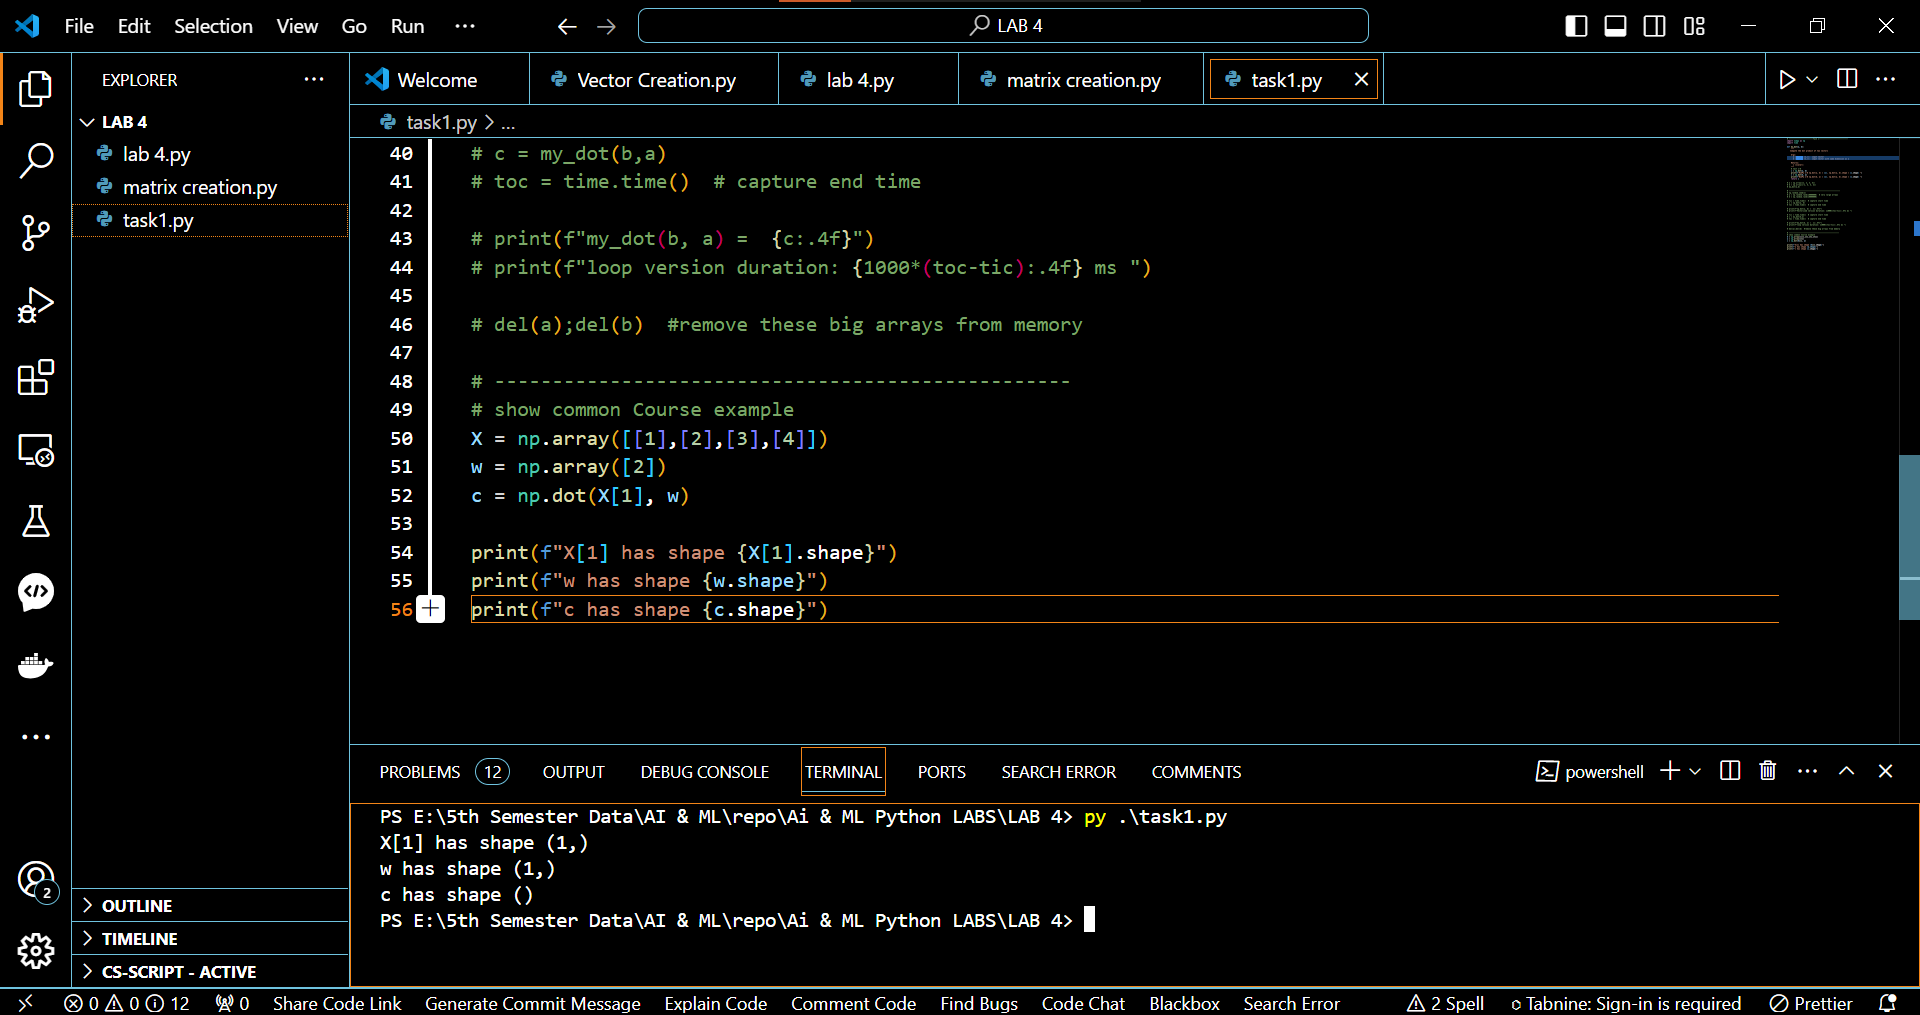 File Edit Selection View Go Run ···
LAB 4
EXPLORER ···
LAB 4
lab 4.py
matrix creation.py
task1.py
OUTLINE
TIMELINE
CS-SCRIPT - ACTIVE
Welcome Vector Creation.py lab 4.py matrix creation.py task1.py
task1.py > ...
40 # c = my_dot(b,a)
41 # toc = time.time()  # capture end time
42
43 # print(f"my_dot(b, a) =  {c:.4f}")
44 # print(f"loop version duration: {1000*(toc-tic):.4f} ms ")
45
46 # del(a);del(b)  #remove these big arrays from memory
47
48 # --------------------------------------------------
49 # show common Course example
50 X = np.array([[1],[2],[3],[4]])
51 w = np.array([2])
52 c = np.dot(X[1], w)
53
54 print(f"X[1] has shape {X[1].shape}")
55 print(f"w has shape {w.shape}")
56 print(f"c has shape {c.shape}")
PROBLEMS 12 OUTPUT DEBUG CONSOLE TERMINAL PORTS SEARCH ERROR COMMENTS powershell
PS E:\5th Semester Data\AI & ML\repo\Ai & ML Python LABS\LAB 4> py .\task1.py
X[1] has shape (1,)
w has shape (1,)
c has shape ()
PS E:\5th Semester Data\AI & ML\repo\Ai & ML Python LABS\LAB 4>
2
0 0 12 0 Share Code Link Generate Commit Message Explain Code Comment Code Find Bugs Code Chat Blackbox Search Error 2 Spell Tabnine: Sign-in is required Prettier